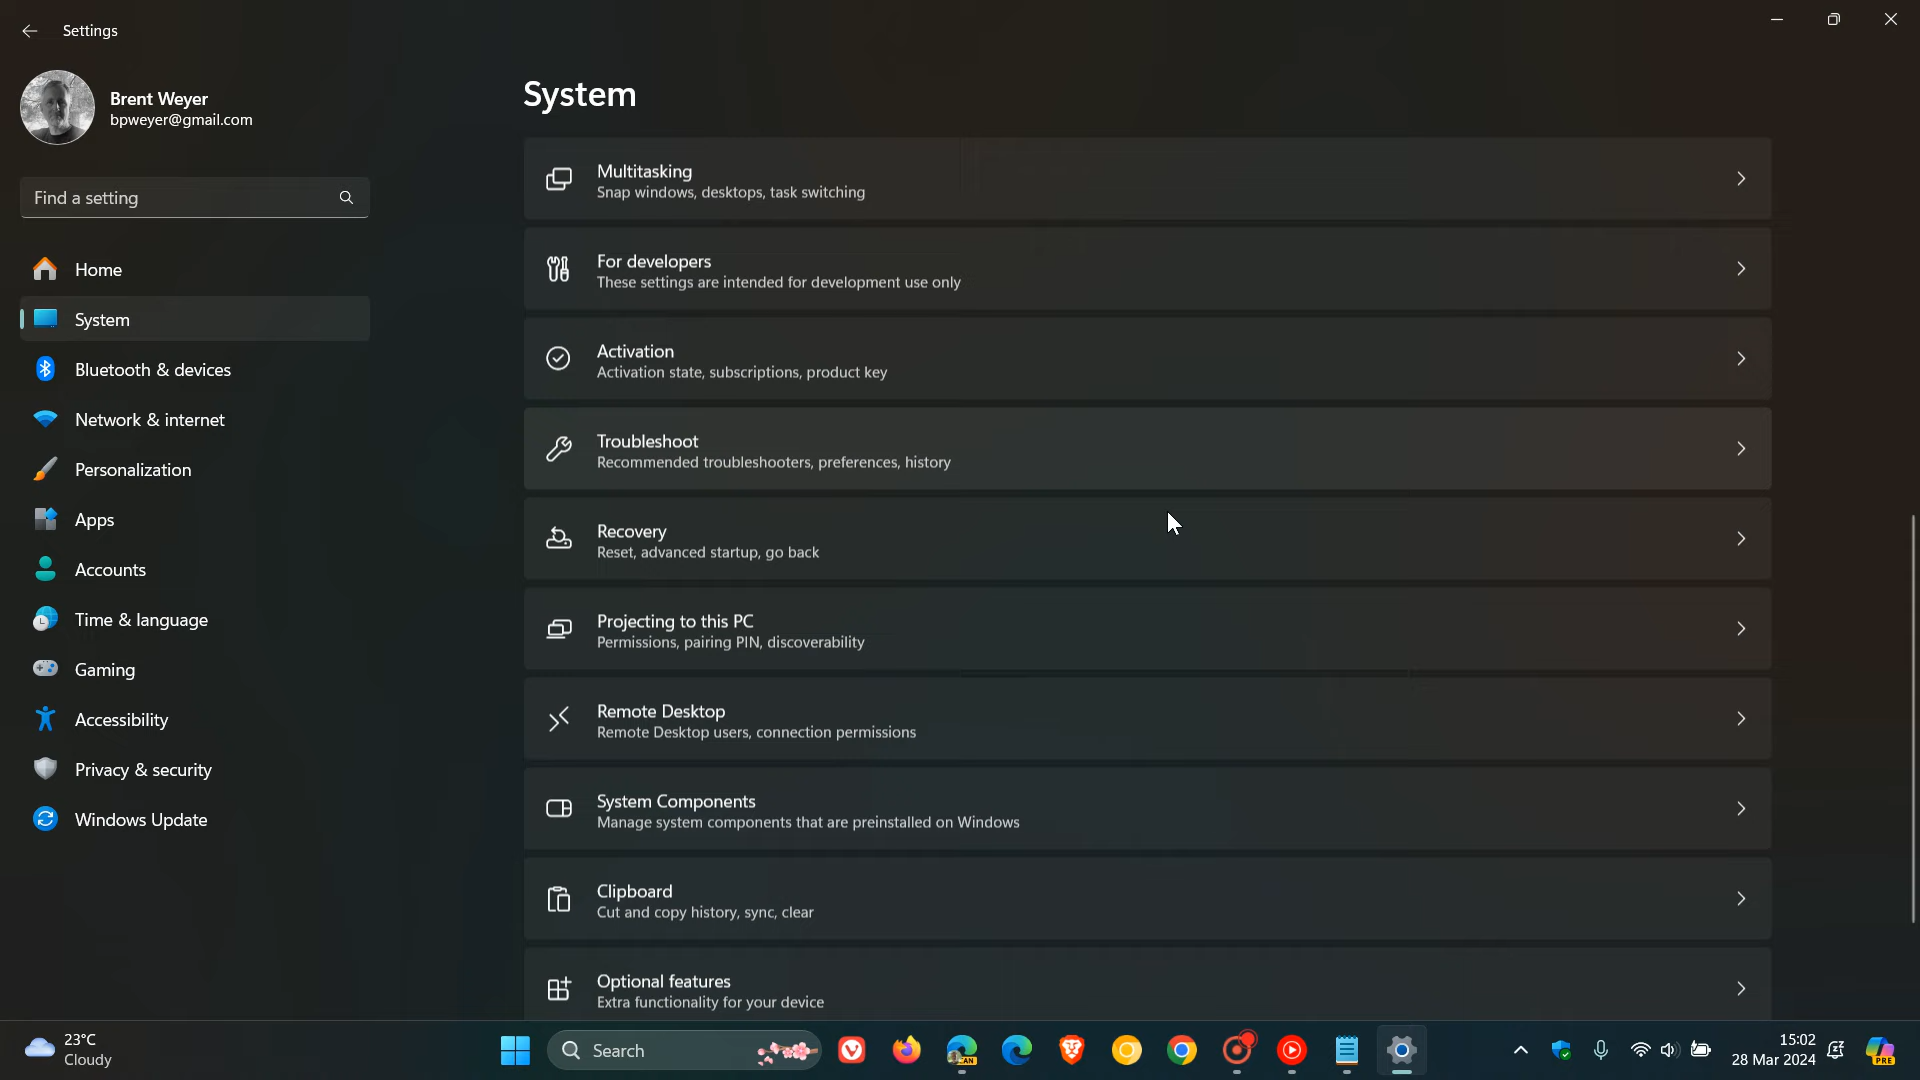 Settings
Brent Weyer
bpweyer@gmail.com
Find a setting
Home
System
Bluetooth & devices
Network & internet
Personalization
Apps
Accounts
Time & language
Gaming
Accessibility
Privacy & security
Windows Update
System
Multitasking
Snap windows, desktops, task switching
For developers
These settings are intended for development use only
Activation
Activation state, subscriptions, product key
Troubleshoot
Recommended troubleshooters, preferences, history
Recovery
Reset, advanced startup, go back
Projecting to this PC
Permissions, pairing PIN, discoverability
Remote Desktop
Remote Desktop users, connection permissions
System Components
Manage system components that are preinstalled on Windows
Clipboard
Cut and copy history, sync, clear
Optional features
Extra functionality for your device
23°C
Cloudy
Search
CAN
15:02
28 Mar 2024
PRE